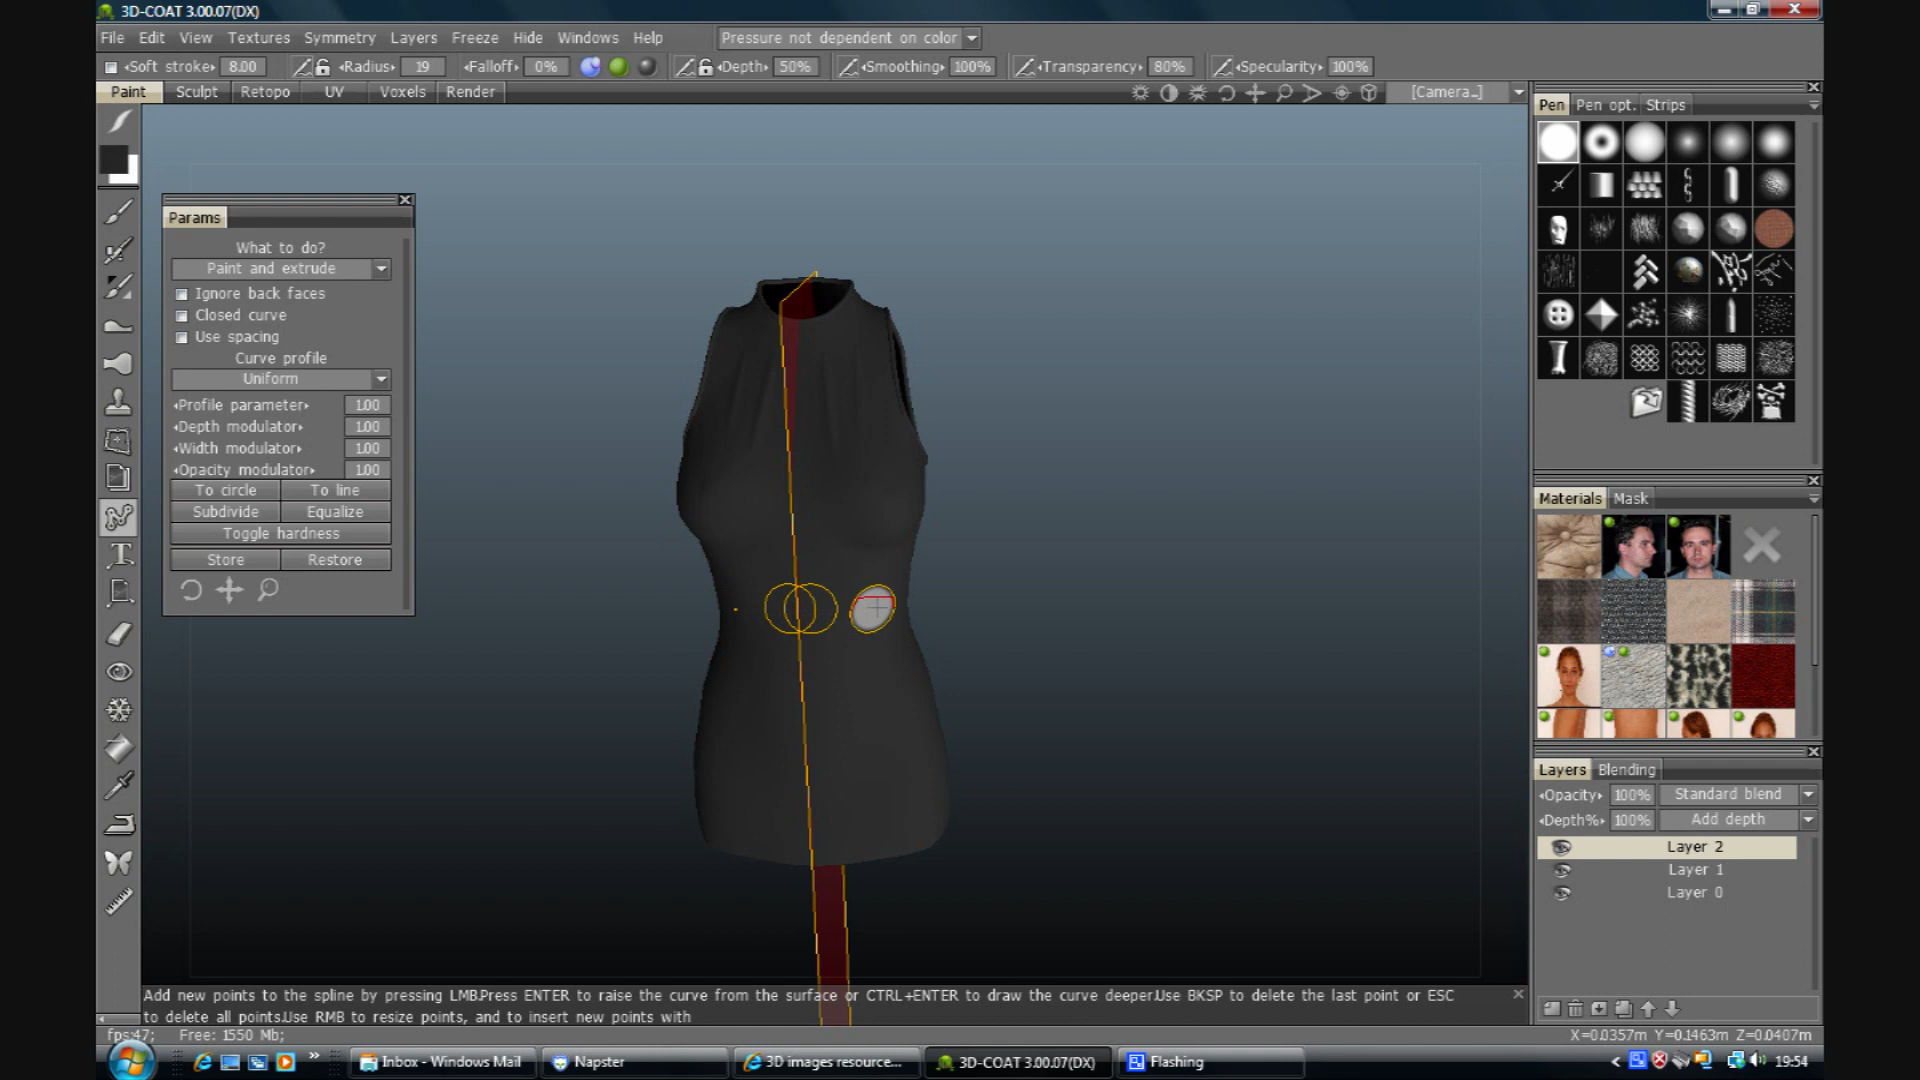 3D-COAT 3.00.07(DX)
File Edit View Textures Symmetry Layers Freeze Hide Windows Help Pressure not dependent on color
Soft stroke 8.00 Radius 19 Falloff 0% Depth 50% Smoothing 100% Transparency 80% Specularity 100%
Paint Sculpt Retopo UV Voxels Render [Camera_]
Pen Pen opt. Strips
Params
What to do?
Paint and extrude
Ignore back faces
Closed curve
Use spacing
Curve profile
Uniform
Profile parameter 1.00
Depth modulator 1.00
Width modulator 1.00
Opacity modulator 1.00
To circle To line
Subdivide Equalize
Toggle hardness
Store Restore
Materials Mask
Layers Blending
Opacity 100% Standard blend
Depth% 100% Add depth
Layer 2
Layer 1
Layer 0
Add new points to the spline by pressing LMB.Press ENTER to raise the curve from the surface or CTRL+ENTER to draw the curve deeper.Use BKSP to delete the last point or ESC
to delete all points.Use RMB to resize points, and to insert new points with
fps:47; Free: 1550 Mb; X=0.0357m Y=0.1463m Z=0.0407m
Inbox - Windows Mail Napster 3D images resource... 3D-COAT 3.00.07(DX) Flashing 19:54